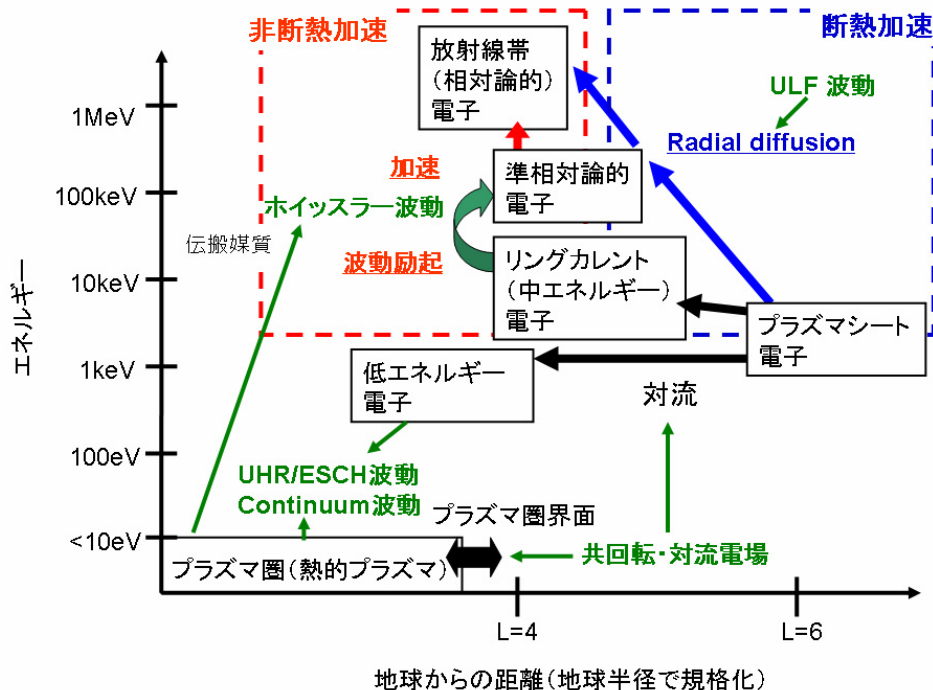 非断熱加速
断熱加速
放射線帯
(相対論的)
電子
ULF 波動
1MeV
Radial diffusion
加速
準相対論的
電子
100keV
ホイッスラー波動
伝搬媒質
波動励起
リングカレント
(中エネルギー)
電子
10keV
エネルギー
プラズマシート
電子
1keV
低エネルギー
電子
対流
100eV
UHR/ESCH波動
Continuum波動
プラズマ圏界面
<10eV
プラズマ圏(熱的プラズマ)
共回転・対流電場
L=4
L=6
地球からの距離(地球半径で規格化)